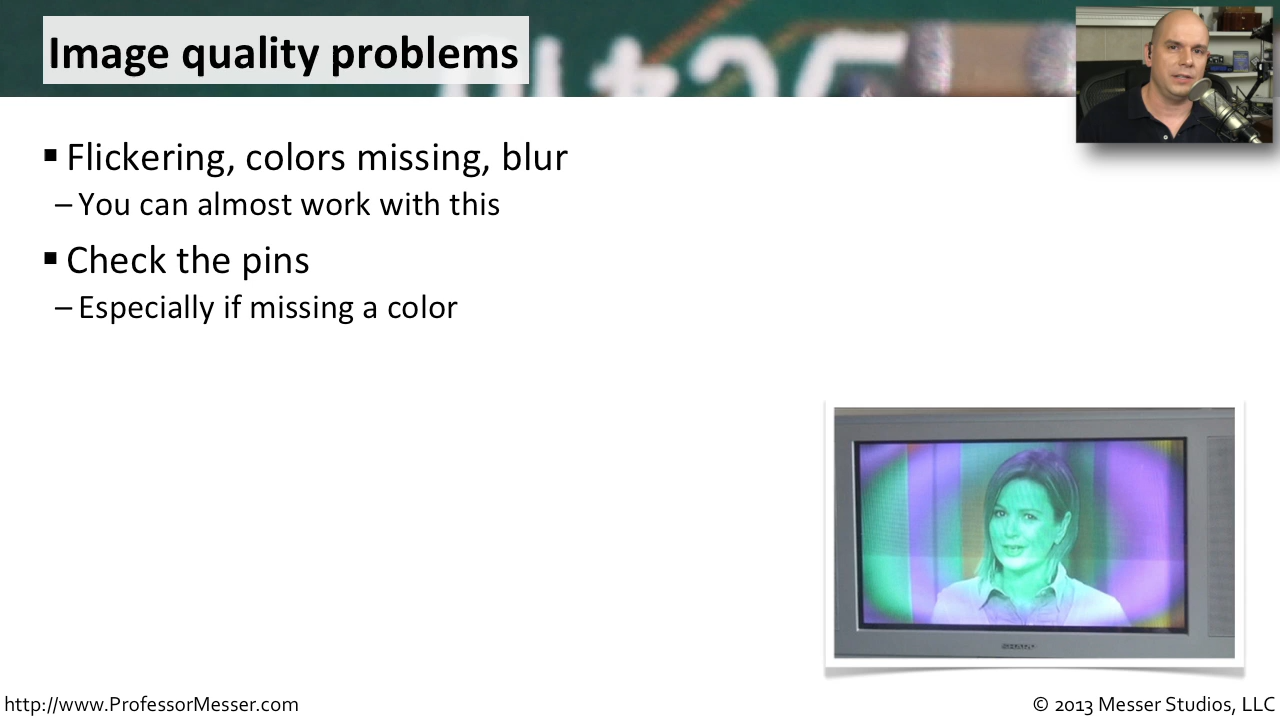 Image quality problems
▪ Flickering, colors missing, blur
– You can almost work with this
▪ Check the pins
– Especially if missing a color
http://www.ProfessorMesser.com
© 2013 Messer Studios, LLC